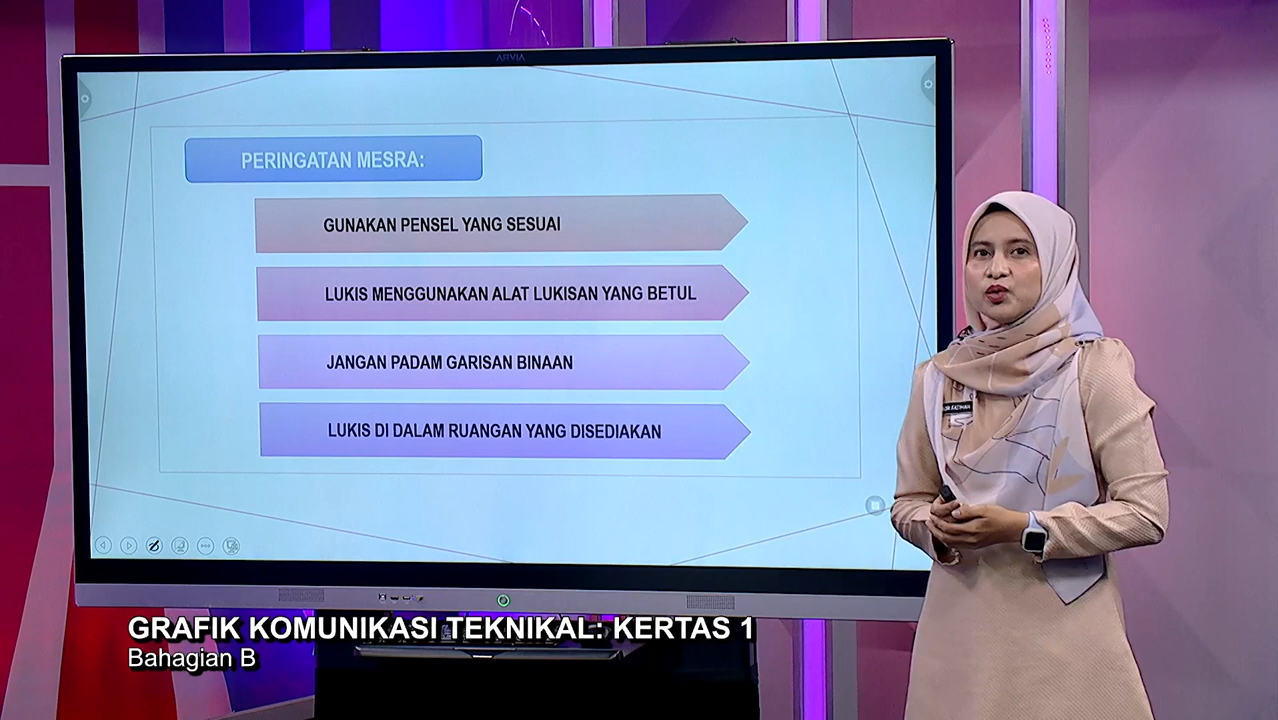 ARVIA
PERINGATAN MESRA:
GUNAKAN PENSEL YANG SESUAI
LUKIS MENGGUNAKAN ALAT LUKISAN YANG BETUL
JANGAN PADAM GARISAN BINAAN
LUKIS DI DALAM RUANGAN YANG DISEDIAKAN
GRAFIK KOMUNIKASI TEKNIKAL: KERTAS 1
Bahagian B